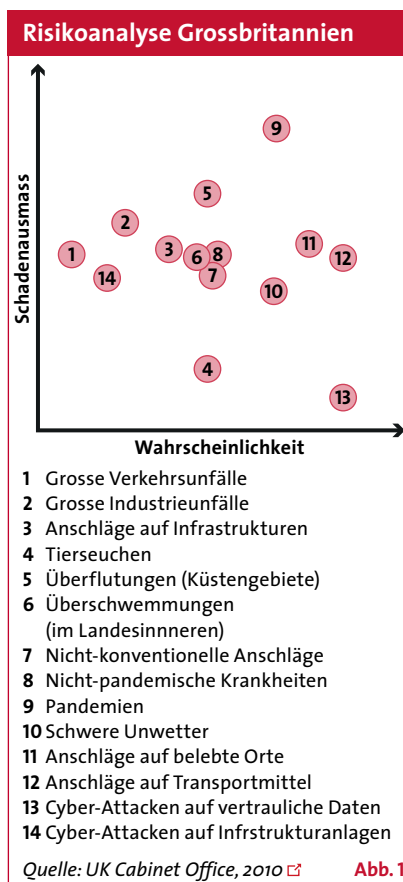 Risikoanalyse Grossbritannien
Schadenausmass
9
5
2
11
3
8
1
6
12
7
14
10
4
13
Wahrscheinlichkeit
1 Grosse Verkehrsunfälle
2 Grosse Industrieunfälle
3 Anschläge auf Infrastrukturen
4 Tierseuchen
5 Überflutungen (Küstengebiete)
6 Überschwemmungen
(im Landesinnneren)
7 Nicht-konventionelle Anschläge
8 Nicht-pandemische Krankheiten
9 Pandemien
10 Schwere Unwetter
11 Anschläge auf belebte Orte
12 Anschläge auf Transportmittel
13 Cyber-Attacken auf vertrauliche Daten
14 Cyber-Attacken auf Infrstrukturanlagen
Quelle: UK Cabinet Office, 2010 Abb. 1